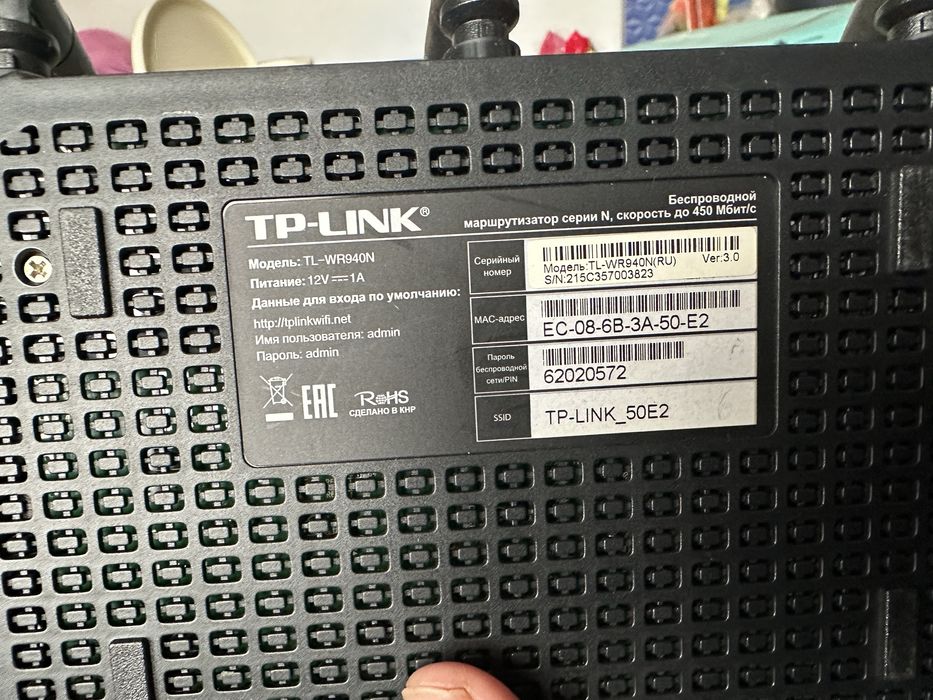 TP-LINK®
Беспроводной
маршрутизатор серии N, скорость до 450 Мбит/с
Модель: TL-WR940N
Питание: 12V⎓1A
Данные для входа по умолчанию:
http://tplinkwifi.net
Имя пользователя: admin
Пароль: admin
EAC
RoHS
СДЕЛАНО В КНР
Серийный
номер
Модель:TL-WR940N(RU) Ver:3.0
S/N:215C357003823
MAC-адрес
EC-08-6B-3A-50-E2
Пароль
беспроводной
сети/PIN
62020572
SSID
TP-LINK_50E2